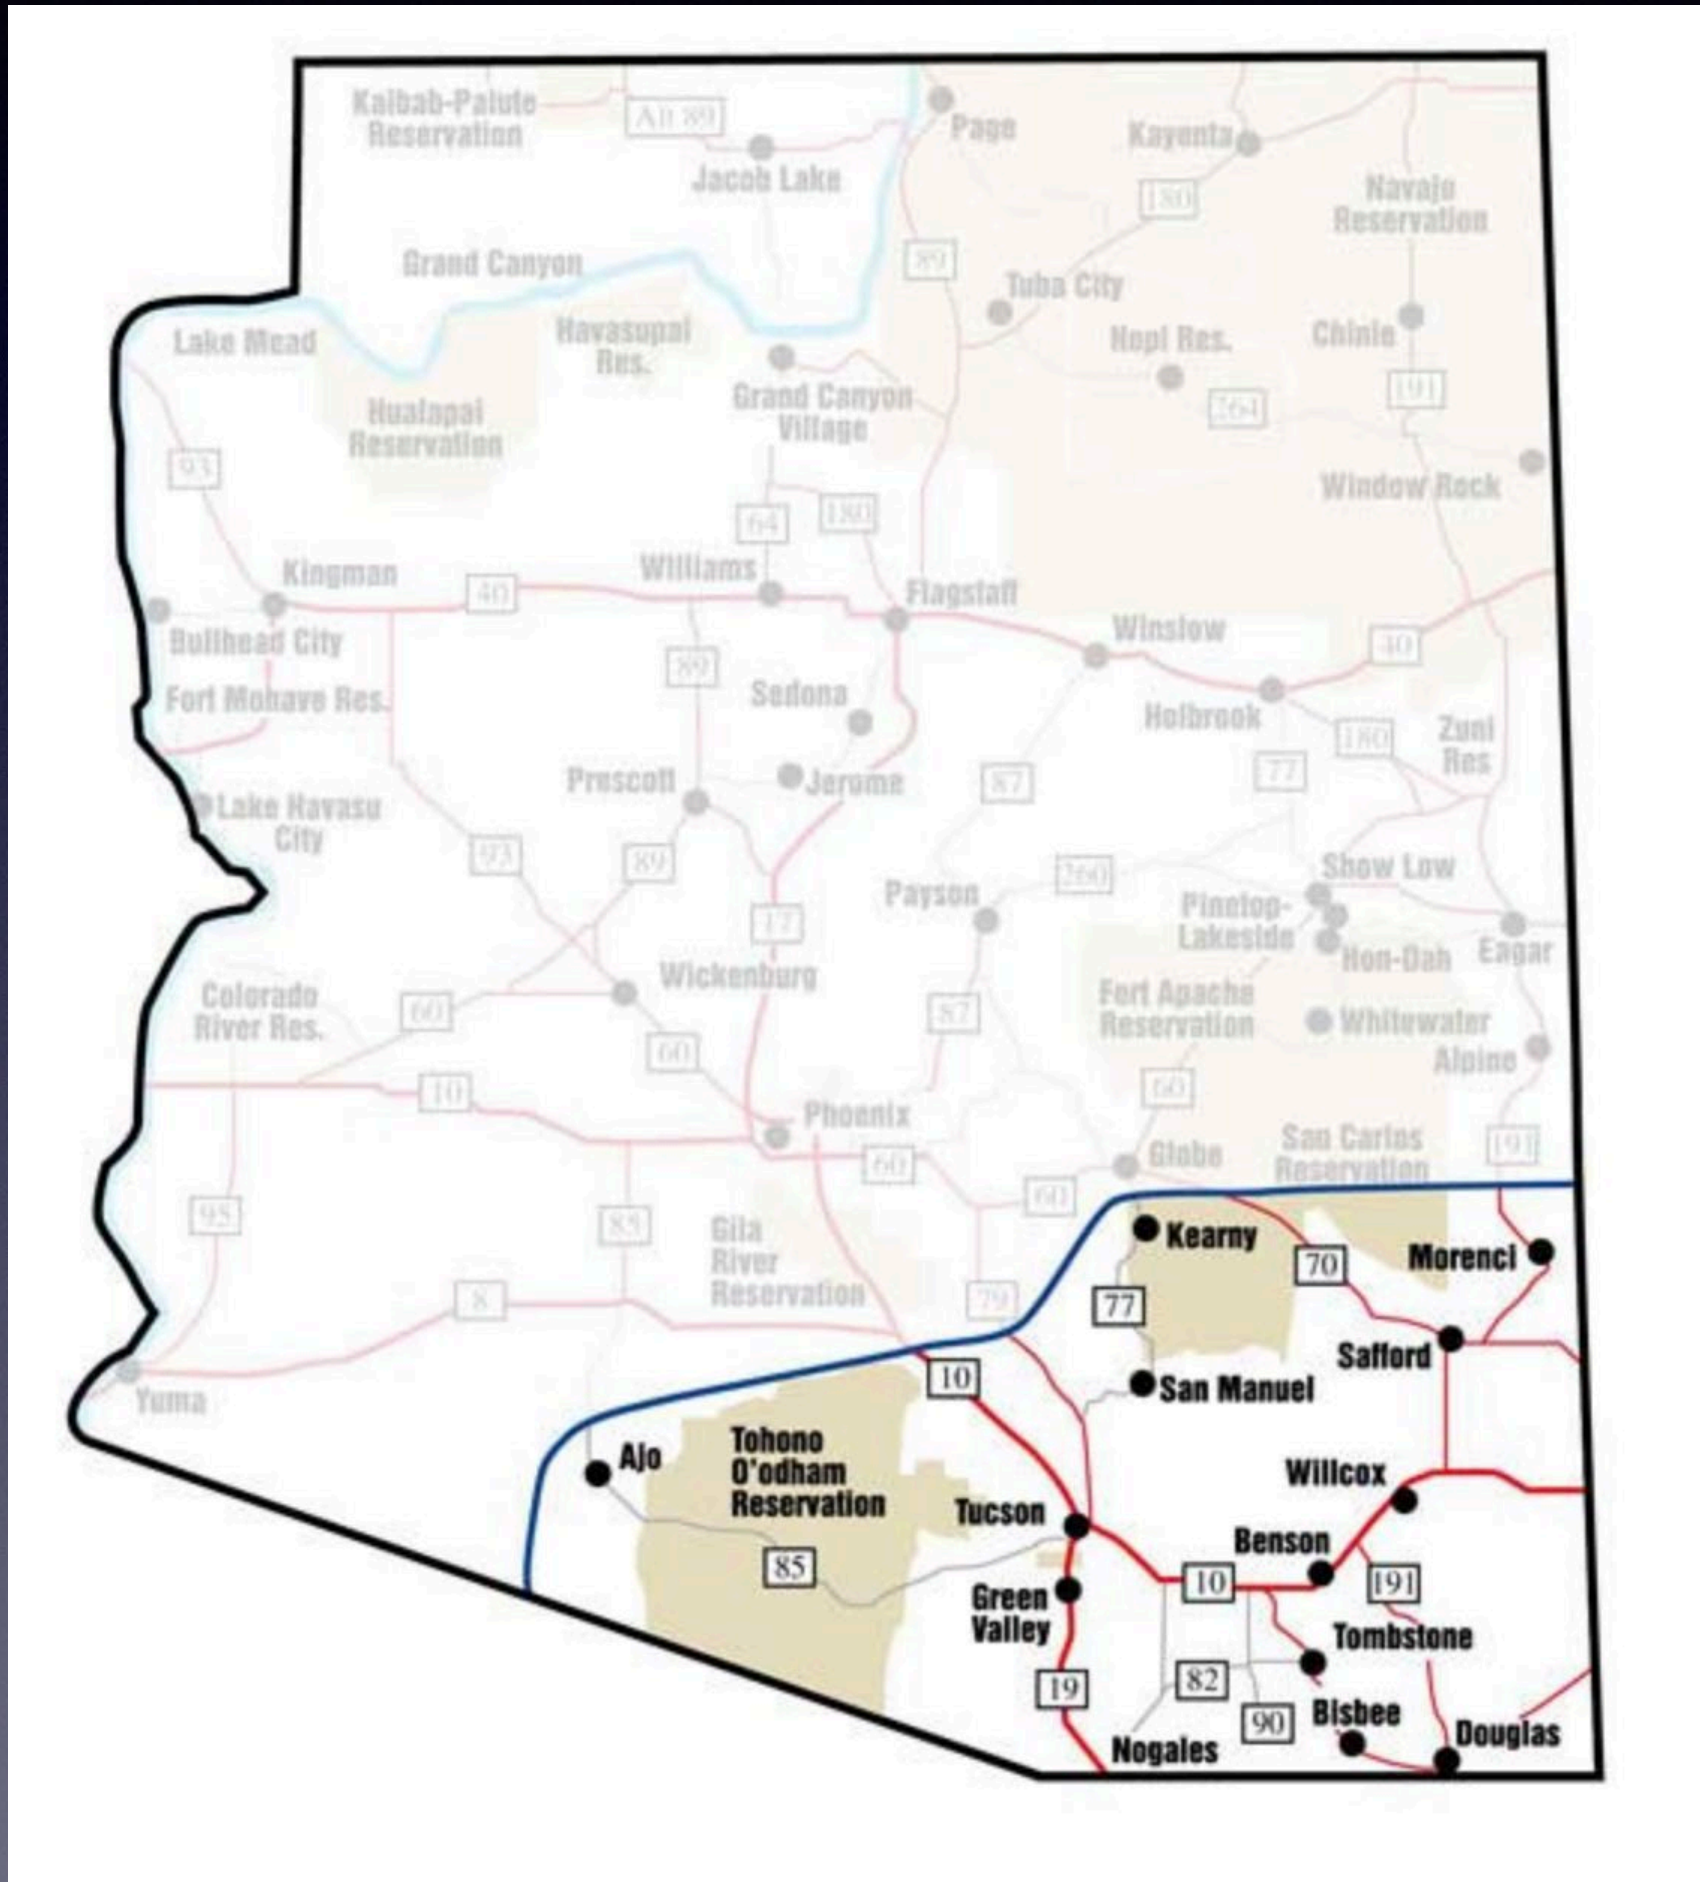 Kaibab-Paiute
Reservation
Alt 89
Jacob Lake
Page
Kayenta
180
Navajo
Reservation
Grand Canyon
89
Tuba City
Lake Mead
Havasupai
Res.
Hopi Res.
Chinle
Grand Canyon
Village
191
264
Hualapai
Reservation
93
Window Rock
64
180
Kingman
40
Williams
Flagstaff
Bullhead City
Winslow
40
89
Fort Mohave Res.
Sedona
Holbrook
180
Zuni
Res
77
Prescott
Jerome
87
Lake Havasu
City
93
89
260
Show Low
Payson
Pinetop-
Lakeside
17
Hon-Dah
Eagar
Wickenburg
Colorado
River Res.
60
87
Fort Apache
Reservation
Whitewater
60
Alpine
10
60
Phoenix
60
Globe
San Carlos
Reservation
191
60
95
85
Gila
River
Reservation
8
79
Kearny
70
Morenci
77
Safford
10
San Manuel
Yuma
Ajo
Tohono
O'odham
Reservation
Willcox
Tucson
Benson
85
10
191
Green
Valley
Tombstone
19
82
90
Bisbee
Douglas
Nogales